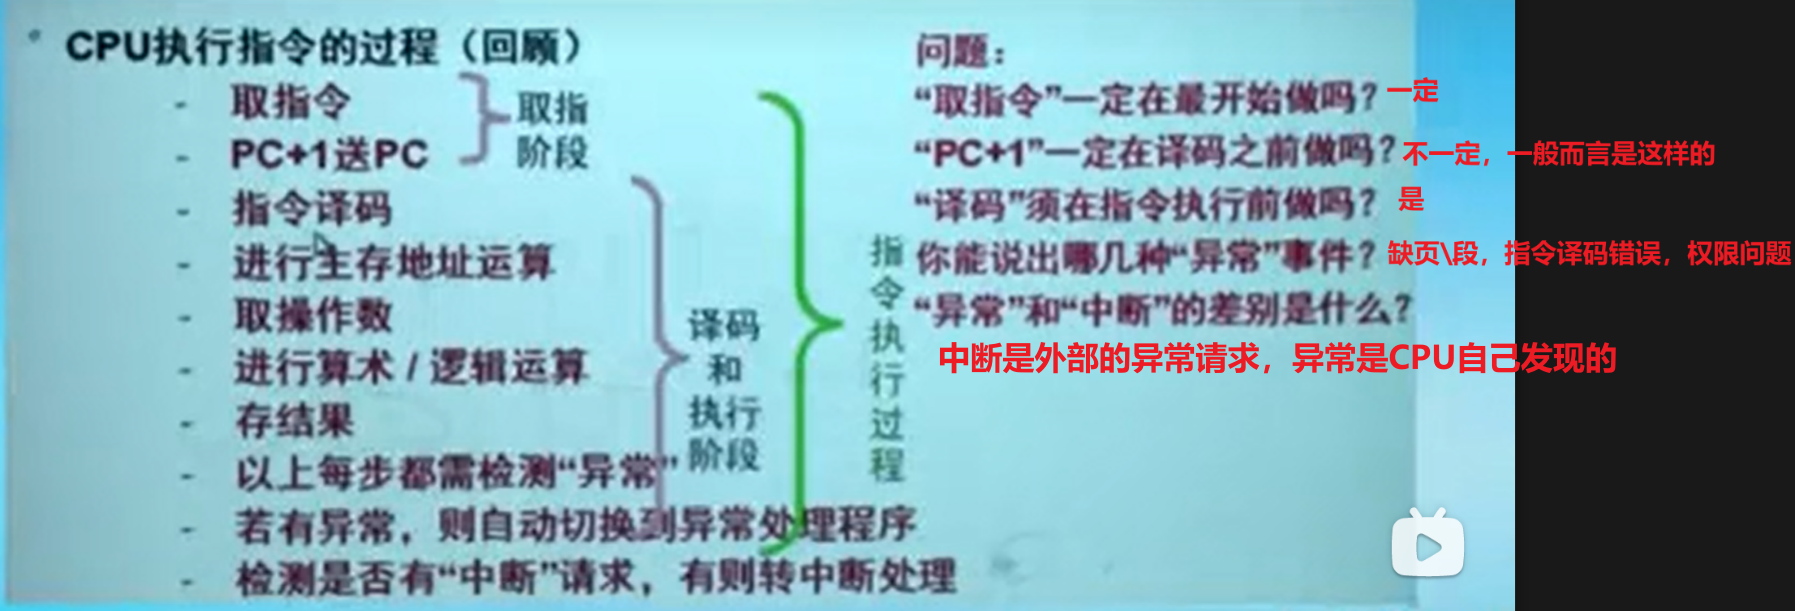 CPU执行指令的过程（回顾）
- 取指令
- PC+1送PC
取指
阶段
- 指令译码
- 进行主存地址运算
- 取操作数
- 进行算术 / 逻辑运算
- 存结果
- 以上每步都需检测“异常”
译码
和
执行
阶段
- 若有异常，则自动切换到异常处理程序
- 检测是否有“中断”请求，有则转中断处理
指令执行过程
问题：
“取指令”一定在最开始做吗？一定
“PC+1”一定在译码之前做吗？不一定，一般而言是这样的
“译码”须在指令执行前做吗？是
你能说出哪几种“异常”事件？缺页\段，指令译码错误，权限问题
“异常”和“中断”的差别是什么？
中断是外部的异常请求，异常是CPU自己发现的